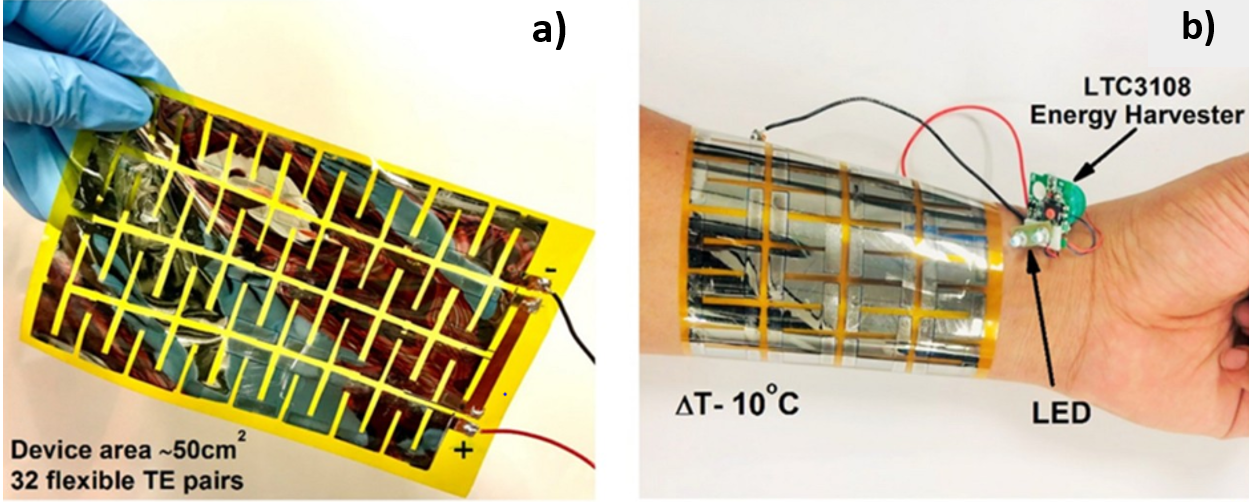 a)
-
+
Device area ~50cm²
32 flexible TE pairs
b)
LTC3108
Energy Harvester
ΔT- 10°C
LED